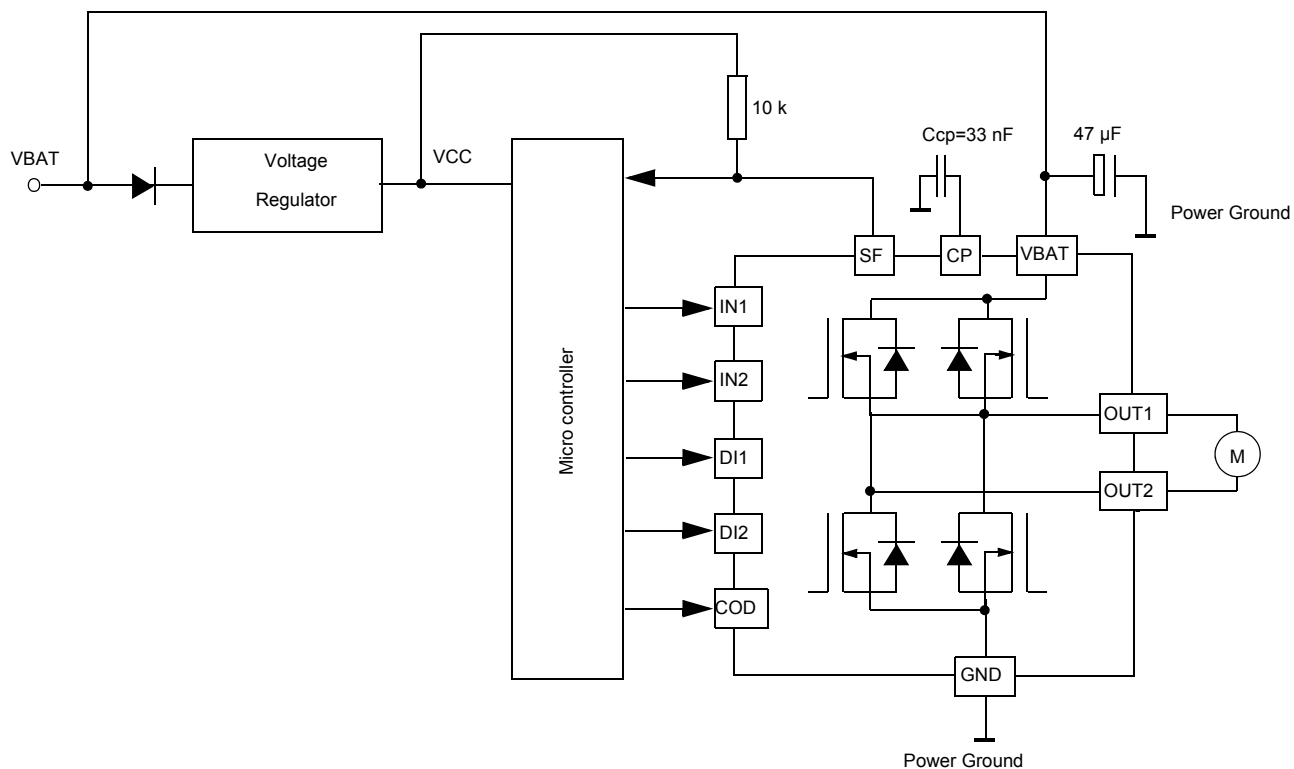 10 k
Ccp=33 nF
47 µF
VBAT
Voltage
Regulator
VCC
Power Ground
SF
CP
VBAT
IN1
IN2
Micro controller
DI1
DI2
COD
OUT1
OUT2
M
GND
Power Ground